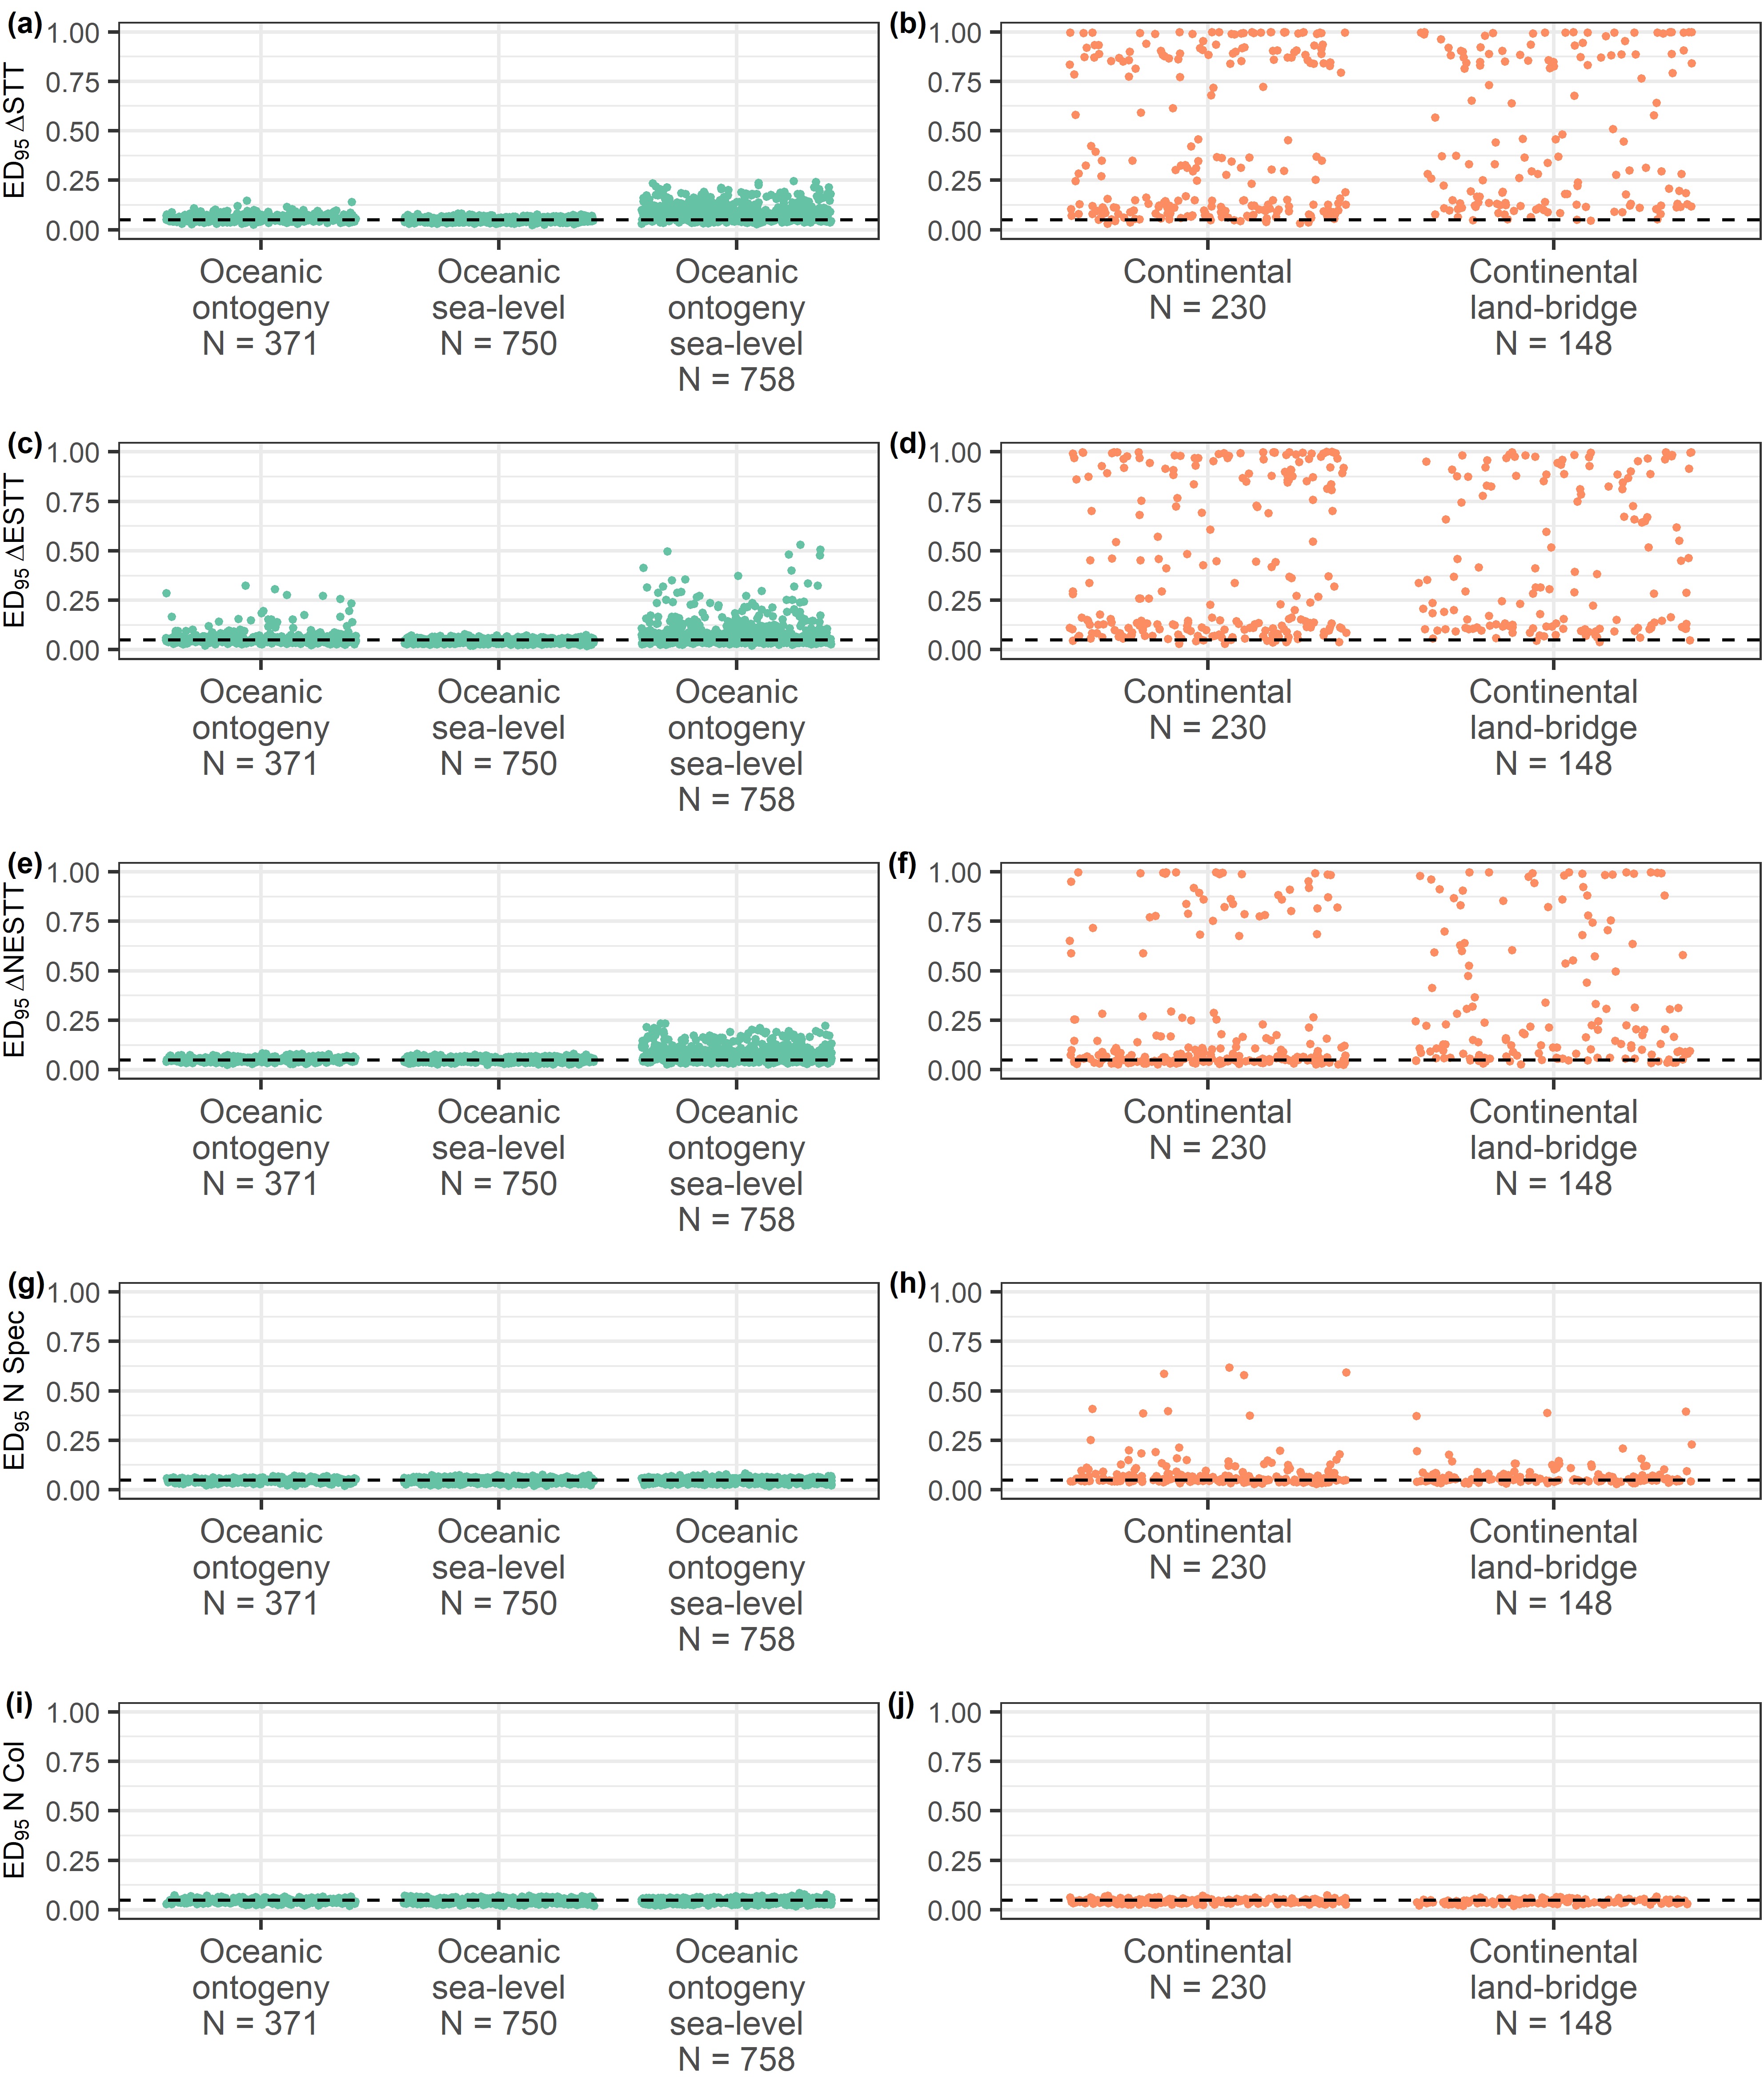 (a)
ED95 ΔSTT
1.00
0.75
0.50
0.25
0.00
Oceanic
ontogeny
N = 371
Oceanic
sea-level
N = 750
Oceanic
ontogeny
sea-level
N = 758
(b)
1.00
0.75
0.50
0.25
0.00
Continental
N = 230
Continental
land-bridge
N = 148
(c)
ED95 ΔESTT
1.00
0.75
0.50
0.25
0.00
Oceanic
ontogeny
N = 371
Oceanic
sea-level
N = 750
Oceanic
ontogeny
sea-level
N = 758
(d)
1.00
0.75
0.50
0.25
0.00
Continental
N = 230
Continental
land-bridge
N = 148
(e)
ED95 ΔNESTT
1.00
0.75
0.50
0.25
0.00
Oceanic
ontogeny
N = 371
Oceanic
sea-level
N = 750
Oceanic
ontogeny
sea-level
N = 758
(f)
1.00
0.75
0.50
0.25
0.00
Continental
N = 230
Continental
land-bridge
N = 148
(g)
ED95 N Spec
1.00
0.75
0.50
0.25
0.00
Oceanic
ontogeny
N = 371
Oceanic
sea-level
N = 750
Oceanic
ontogeny
sea-level
N = 758
(h)
1.00
0.75
0.50
0.25
0.00
Continental
N = 230
Continental
land-bridge
N = 148
(i)
ED95 N Col
1.00
0.75
0.50
0.25
0.00
Oceanic
ontogeny
N = 371
Oceanic
sea-level
N = 750
Oceanic
ontogeny
sea-level
N = 758
(j)
1.00
0.75
0.50
0.25
0.00
Continental
N = 230
Continental
land-bridge
N = 148